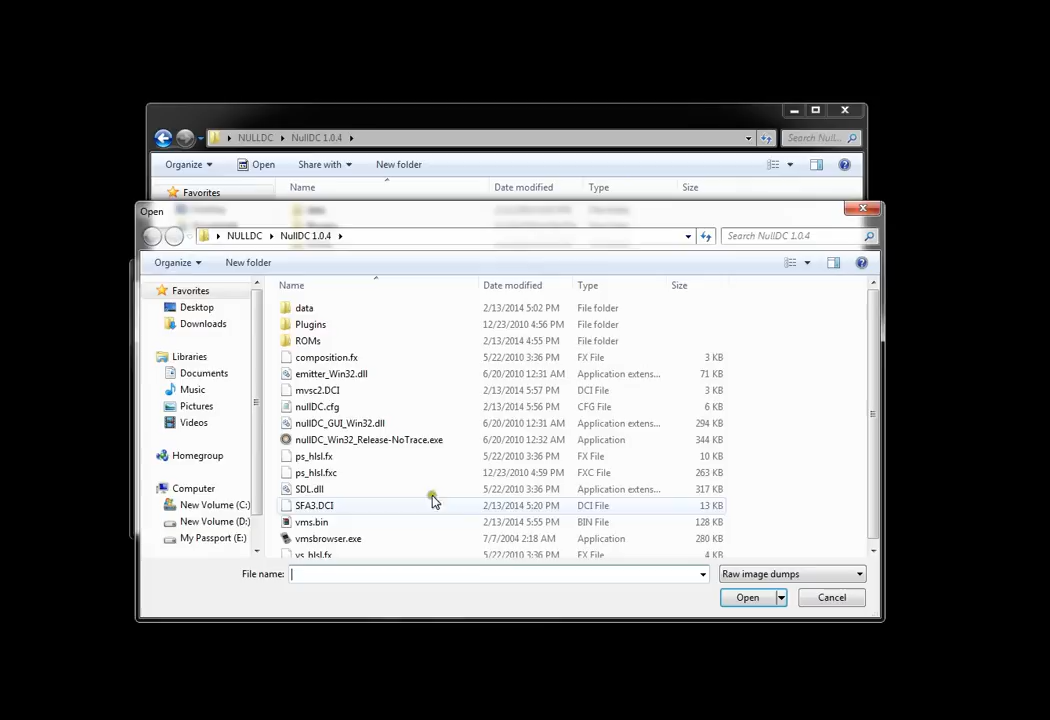 NULLDC NullDC 1.0.4 Search Null...
Organize Open Share with New folder
Favorites Name Date modified Type Size
Open
NULLDC NullDC 1.0.4 Search NullDC 1.0.4
Organize New folder
Favorites
Desktop
Downloads
Libraries
Documents
Music
Pictures
Videos
Homegroup
Computer
New Volume (C:)
New Volume (D:)
My Passport (E:)
Name Date modified Type Size
data 2/13/2014 5:02 PM File folder
Plugins 12/23/2010 4:56 PM File folder
ROMs 2/13/2014 4:55 PM File folder
composition.fx 5/22/2010 3:36 PM FX File 3 KB
emitter_Win32.dll 6/20/2010 12:31 AM Application extens... 71 KB
mvsc2.DCI 2/13/2014 5:57 PM DCI File 3 KB
nullDC.cfg 2/13/2014 5:56 PM CFG File 6 KB
nullDC_GUI_Win32.dll 6/20/2010 12:31 AM Application extens... 294 KB
nullDC_Win32_Release-NoTrace.exe 6/20/2010 12:32 AM Application 344 KB
ps_hlsl.fx 5/22/2010 3:36 PM FX File 10 KB
ps_hlsl.fxc 12/23/2010 4:59 PM FXC File 263 KB
SDL.dll 5/22/2010 3:36 PM Application extens... 317 KB
SFA3.DCI 2/13/2014 5:20 PM DCI File 13 KB
vms.bin 2/13/2014 5:55 PM BIN File 128 KB
vmsbrowser.exe 7/7/2004 2:18 AM Application 280 KB
vs_hlsl.fx 5/22/2010 3:36 PM FX File 4 KB
File name: Raw image dumps
Open Cancel